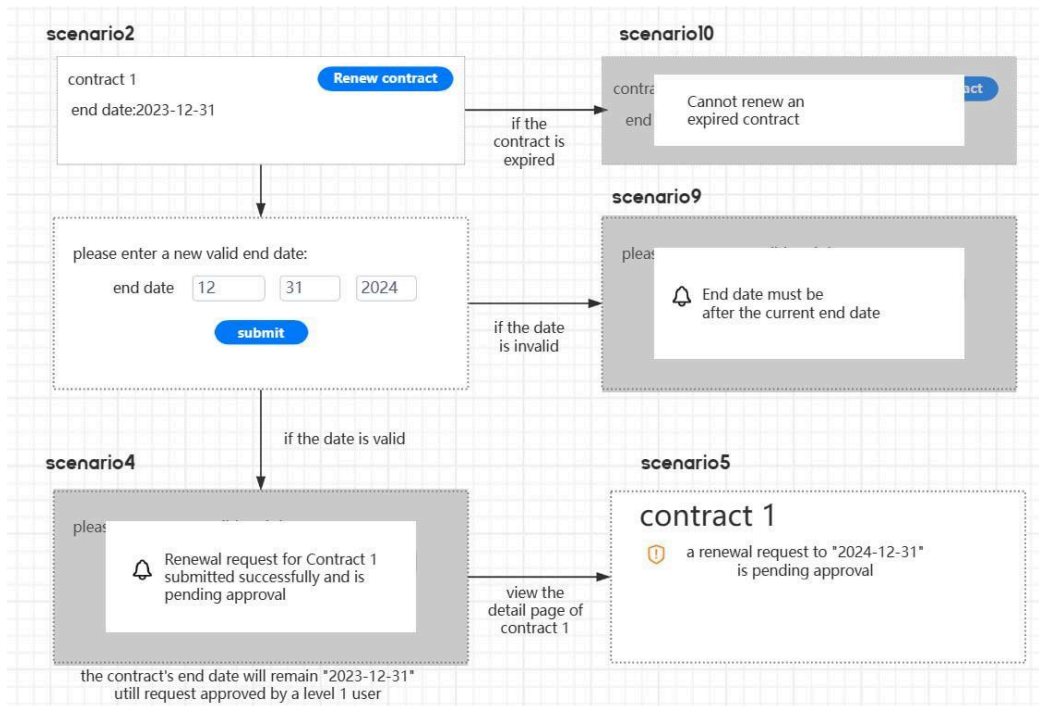 scenario2
contract 1
Renew contract
end date:2023-12-31
if the
contract is
expired
scenario10
contra
act
end
Cannot renew an
expired contract
please enter a new valid end date:
end date 12 31 2024
submit
if the date
is invalid
scenario9
pleas
End date must be
after the current end date
if the date is valid
scenario4
pleas
Renewal request for Contract 1
submitted successfully and is
pending approval
the contract's end date will remain "2023-12-31"
utill request approved by a level 1 user
view the
detail page of
contract 1
scenario5
contract 1
a renewal request to "2024-12-31"
is pending approval